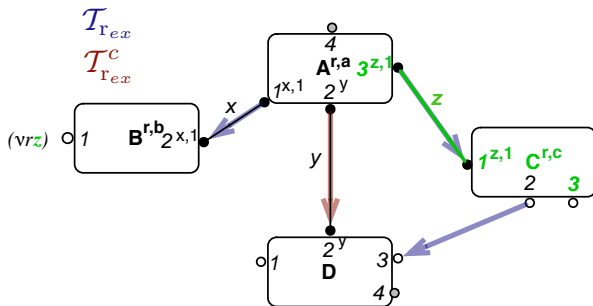 𝒯r_ex
𝒯ᶜr_ex
4
A^r,a 3^z,1
1^x,1 2^y
x
z
(νrz) 1 B^r,b 2^x,1
y
1^z,1 C^r,c
2 3
1 2^y 3
D
4